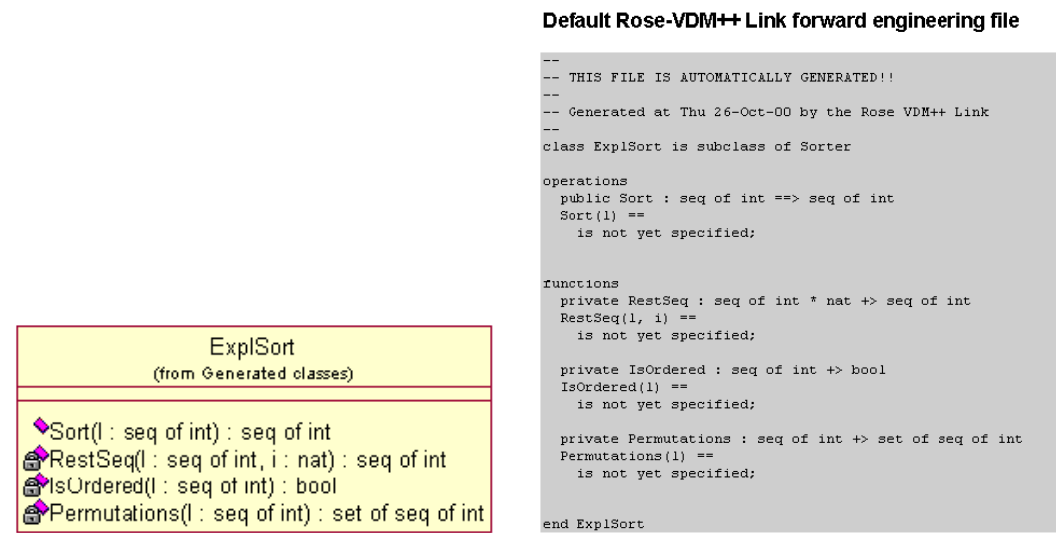 Default Rose-VDM++ Link forward engineering file
--
-- THIS FILE IS AUTOMATICALLY GENERATED!!
--
-- Generated at Thu 26-Oct-00 by the Rose VDM++ Link
--
class ExplSort is subclass of Sorter
operations
public Sort : seq of int ==> seq of int
Sort(l) ==
is not yet specified;
functions
private RestSeq : seq of int * nat +> seq of int
RestSeq(l, i) ==
is not yet specified;
private IsOrdered : seq of int +> bool
IsOrdered(l) ==
is not yet specified;
private Permutations : seq of int +> set of seq of int
Permutations(l) ==
is not yet specified;
end ExplSort
ExplSort
(from Generated classes)
Sort(l : seq of int) : seq of int
RestSeq(l : seq of int, i : nat) : seq of int
IsOrdered(l : seq of int) : bool
Permutations(l : seq of int) : set of seq of int